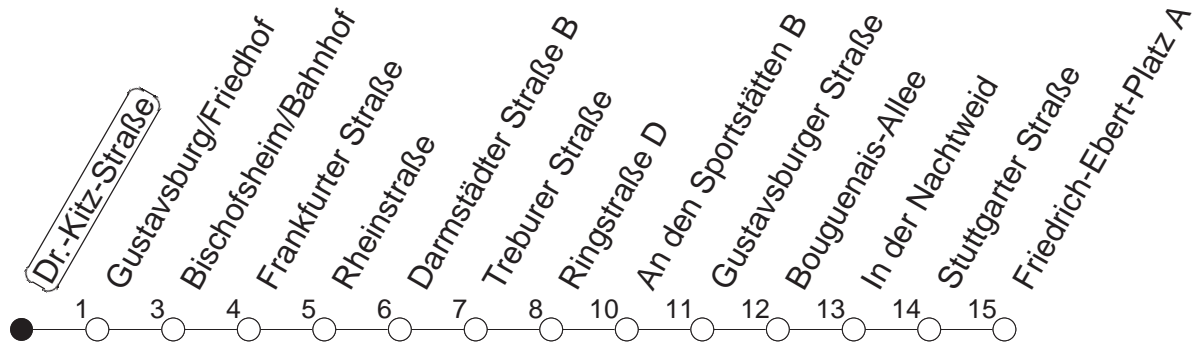 Dr.-Kitz-Straße
1 Gustavsburg/Friedhof
3 Bischofsheim/Bahnhof
4 Frankfurter Straße
5 Rheinstraße
6 Darmstädter Straße B
7 Treburer Straße
8 Ringstraße D
10 An den Sportstätten B
11 Gustavsburger Straße
12 Bouguenais-Allee
13 In der Nachtweid
14 Stuttgarter Straße
15 Friedrich-Ebert-Platz A